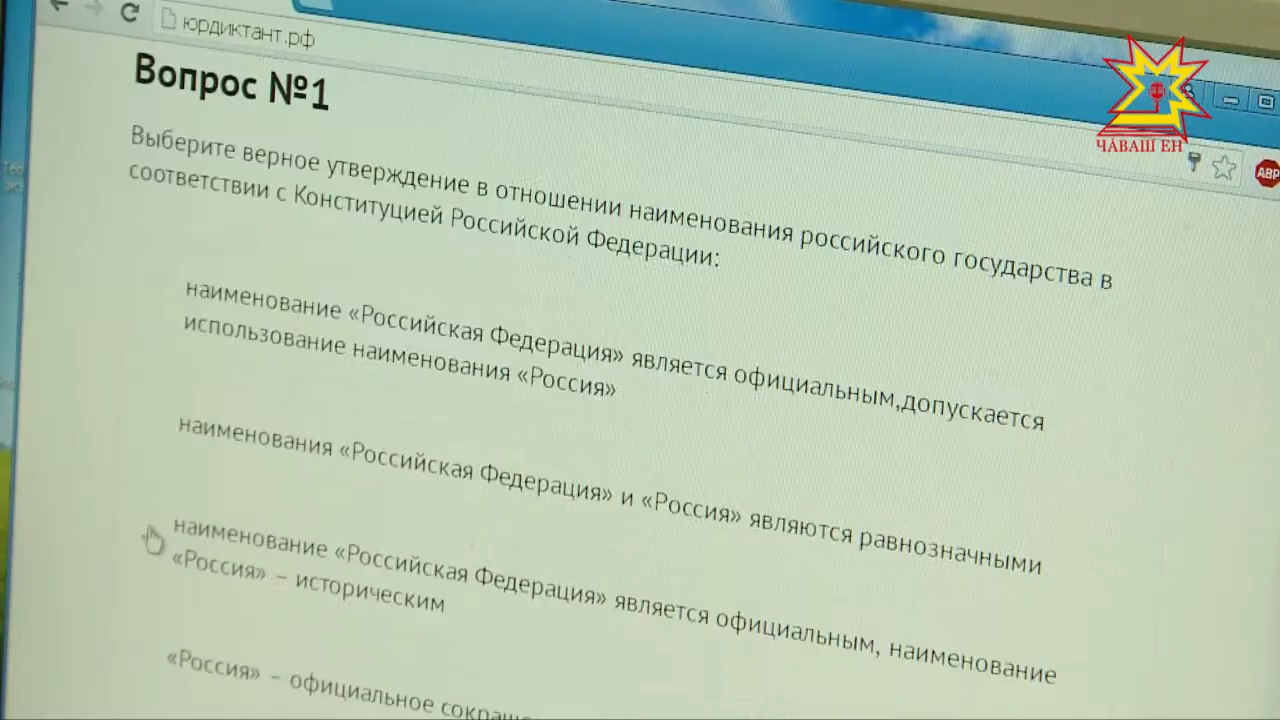 юрдиктант.рф
ЧӐВАШ ЕН
ABP
Вопрос №1
Выберите верное утверждение в отношении наименования российского государства в
соответствии с Конституцией Российской Федерации:
наименование «Российская Федерация» является официальным,допускается
использование наименования «Россия»
наименования «Российская Федерация» и «Россия» являются равнозначными
наименование «Российская Федерация» является официальным, наименование
«Россия» – историческим
«Россия» – официальное